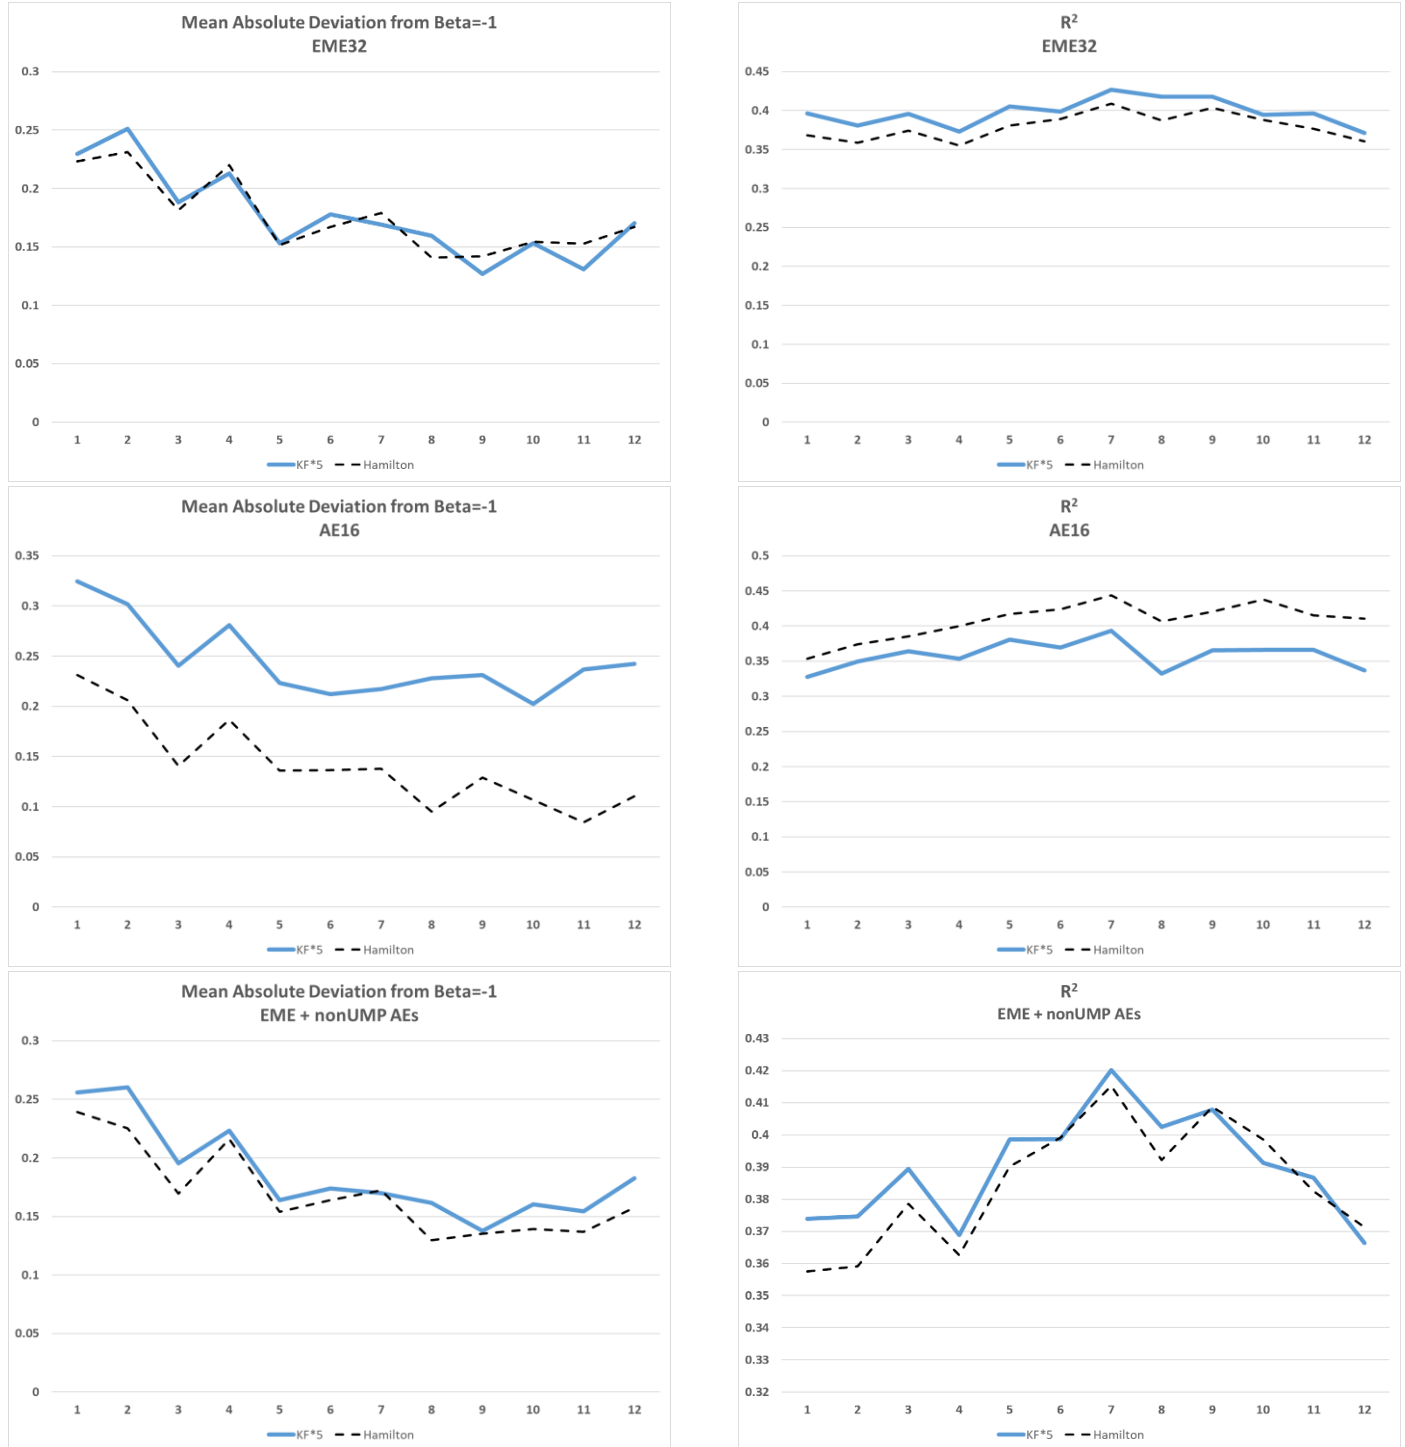 Mean Absolute Deviation from Beta=-1
EME32
0.3
0.25
0.2
0.15
0.1
0.05
0
1 2 3 4 5 6 7 8 9 10 11 12
KF*5 Hamilton
R²
EME32
0.45
0.4
0.35
0.3
0.25
0.2
0.15
0.1
0.05
0
1 2 3 4 5 6 7 8 9 10 11 12
KF*5 Hamilton
Mean Absolute Deviation from Beta=-1
AE16
0.35
0.3
0.25
0.2
0.15
0.1
0.05
0
1 2 3 4 5 6 7 8 9 10 11 12
KF*5 Hamilton
R²
AE16
0.5
0.45
0.4
0.35
0.3
0.25
0.2
0.15
0.1
0.05
0
1 2 3 4 5 6 7 8 9 10 11 12
KF*5 Hamilton
Mean Absolute Deviation from Beta=-1
EME + nonUMP AEs
0.3
0.25
0.2
0.15
0.1
0.05
0
1 2 3 4 5 6 7 8 9 10 11 12
KF*5 Hamilton
R²
EME + nonUMP AEs
0.43
0.42
0.41
0.4
0.39
0.38
0.37
0.36
0.35
0.34
0.33
0.32
1 2 3 4 5 6 7 8 9 10 11 12
KF*5 Hamilton